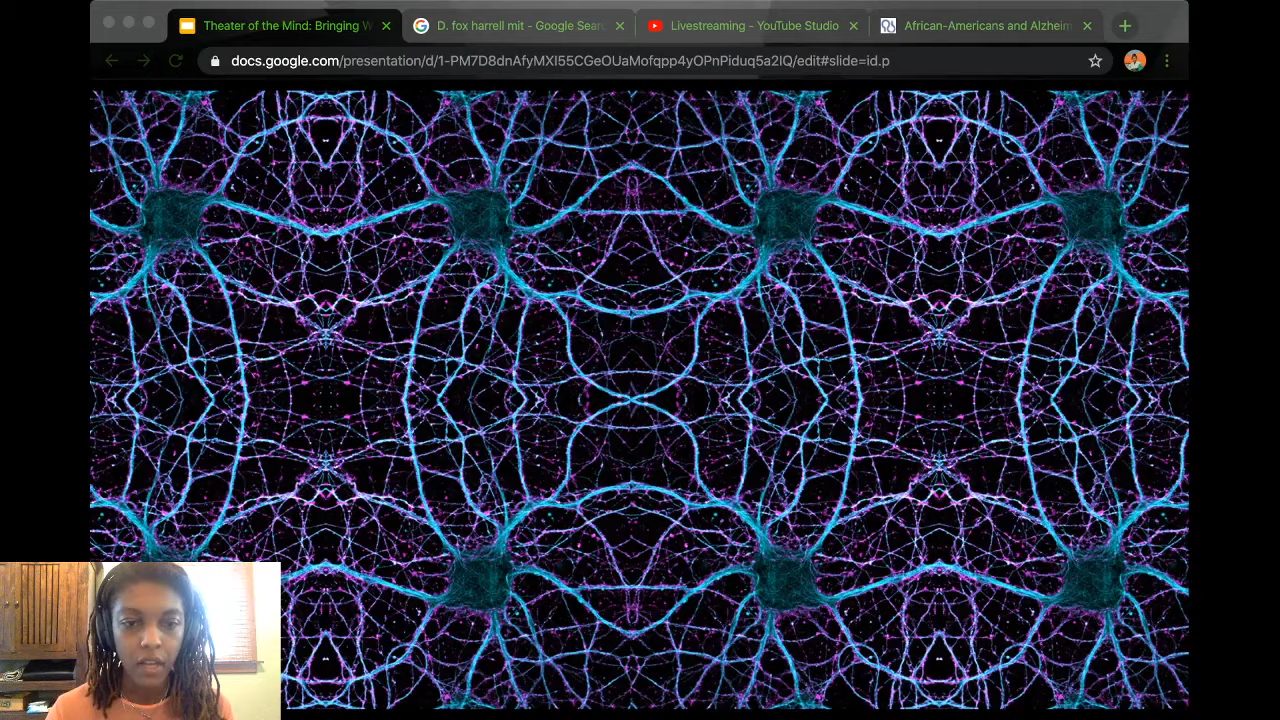 Theater of the Mind: Bringing W
D. fox harrell mit - Google Sear
Livestreaming - YouTube Studio
African-Americans and Alzheim
docs.google.com/presentation/d/1-PM7D8dnAfyMXI55CGeOUaMofqpp4yOPnPiduq5a2IQ/edit#slide=id.p